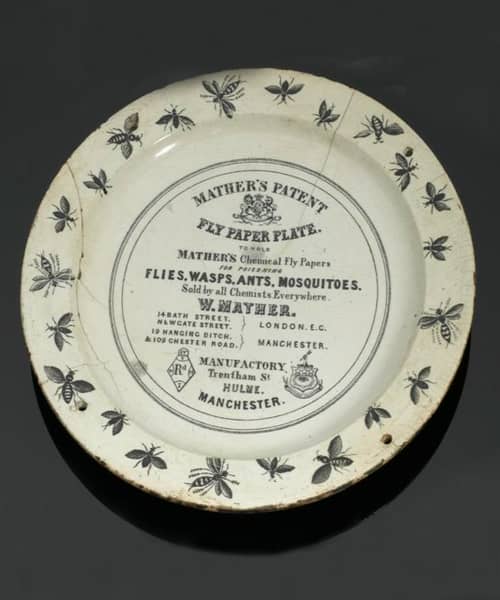 MATHER'S PATENT
FLY PAPER PLATE.
TO HOLD
MATHER'S Chemical Fly Papers
FOR POISONING
FLIES, WASPS, ANTS, MOSQUITOES.
Sold by all Chemists Everywhere.
W. MATHER.
14 BATH STREET,
NEWGATE STREET. } LONDON. E.C.
19 HANGING DITCH.
& 109 CHESTER ROAD. } MANCHESTER.
MANUFACTORY
Rd
Trentham St
HULME.
MANCHESTER.